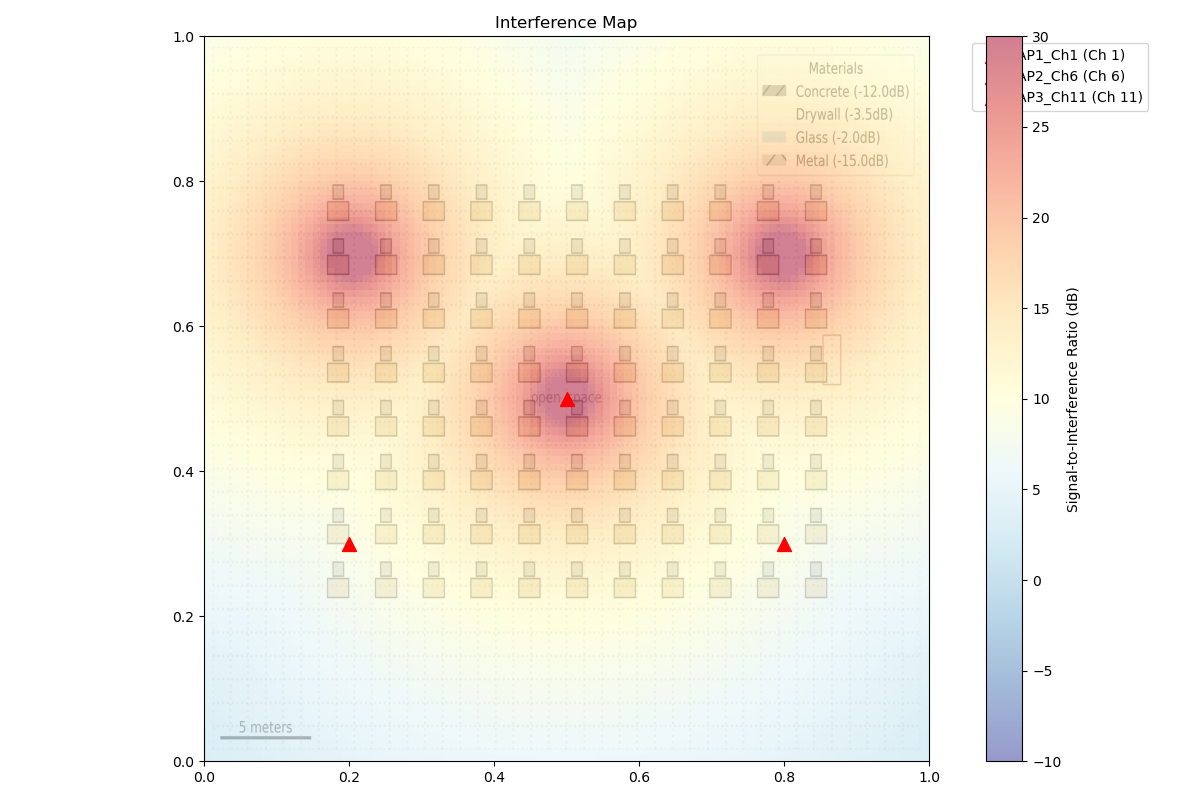 Interference Map
1.0
0.8
0.6
0.4
0.2
0.0
0.0
0.2
0.4
0.6
0.8
1.0
Materials
Concrete (-12.0dB)
Drywall (-3.5dB)
Glass (-2.0dB)
Metal (-15.0dB)
open space
5 meters
AP1_Ch1 (Ch 1)
AP2_Ch6 (Ch 6)
AP3_Ch11 (Ch 11)
30
25
20
15
10
5
0
−5
−10
Signal-to-Interference Ratio (dB)